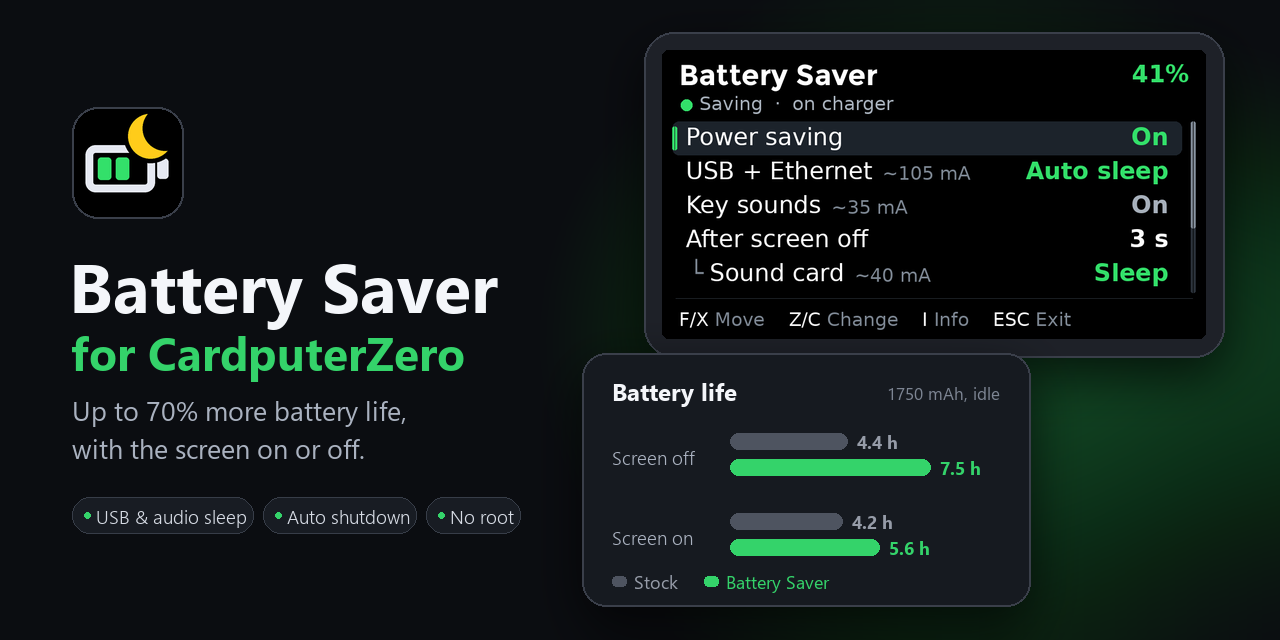 Battery Saver
for CardputerZero
Up to 70% more battery life,
with the screen on or off.
USB & audio sleep Auto shutdown No root
Battery Saver 41%
Saving · on charger
Power saving On
USB + Ethernet ~105 mA Auto sleep
Key sounds ~35 mA On
After screen off 3 s
└ Sound card ~40 mA Sleep
F/X Move Z/C Change I Info ESC Exit
Battery life 1750 mAh, idle
Screen off 4.4 h
7.5 h
Screen on 4.2 h
5.6 h
Stock Battery Saver